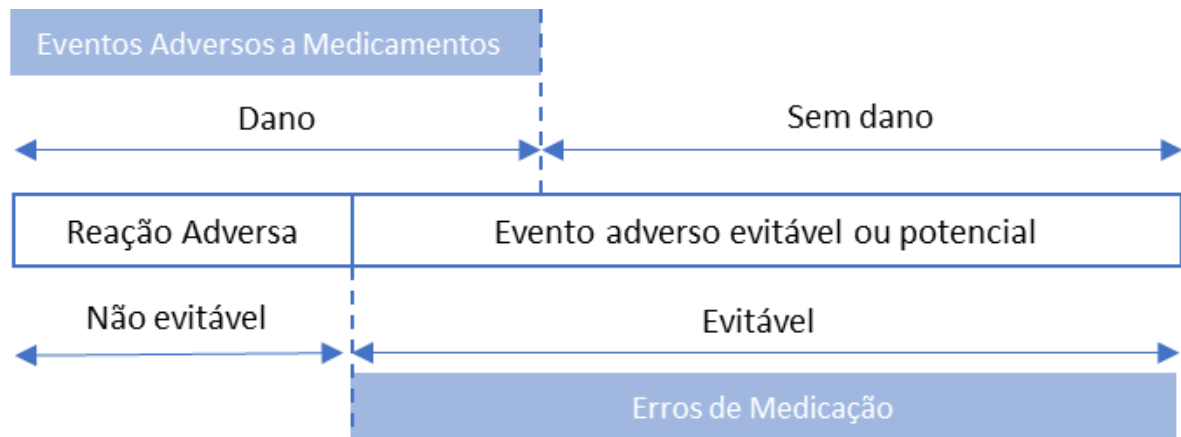 Eventos Adversos a Medicamentos
Dano
Sem dano
Reação Adversa
Evento adverso evitável ou potencial
Não evitável
Evitável
Erros de Medicação